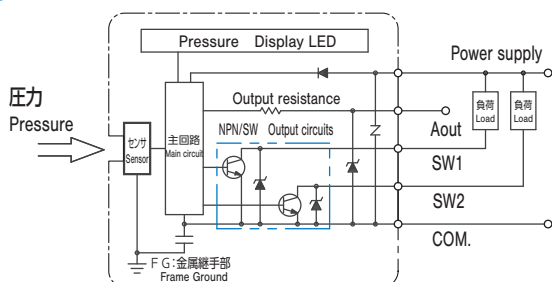 Pressure Display LED
Power supply
圧力
Pressure
センサ
Sensor
主回路
Main circuit
Output resistance
NPN/SW Output circuits
負荷
Load
負荷
Load
Aout
SW1
SW2
COM.
FG:金属継手部
Frame Ground